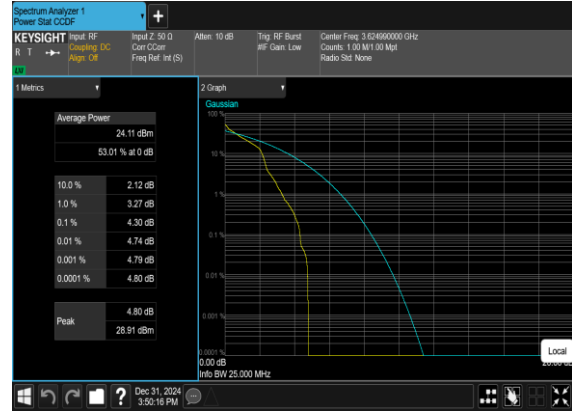 Spectrum Analyzer 1
Power Stat CCDF
+
KEYSIGHT
R T
LXI
Input: RF
Coupling: DC
Align: Off
Input Z: 50 Ω
Corr CCorr
Freq Ref: Int (S)
Atten: 10 dB
Trig: RF Burst
#IF Gain: Low
Center Freq: 3.624990000 GHz
Counts: 1.00 M/1.00 Mpt
Radio Std: None
1 Metrics
Average Power
24.11 dBm
53.01 % at 0 dB
10.0 % 2.12 dB
1.0 % 3.27 dB
0.1 % 4.30 dB
0.01 % 4.74 dB
0.001 % 4.79 dB
0.0001 % 4.80 dB
Peak
4.80 dB
28.91 dBm
2 Graph
Gaussian
100 %
10 %
1 %
0.1 %
0.01 %
0.001 %
0.0001 %
0.00 dB
Info BW 25.000 MHz
Local
?
Dec 31, 2024
3:50:16 PM